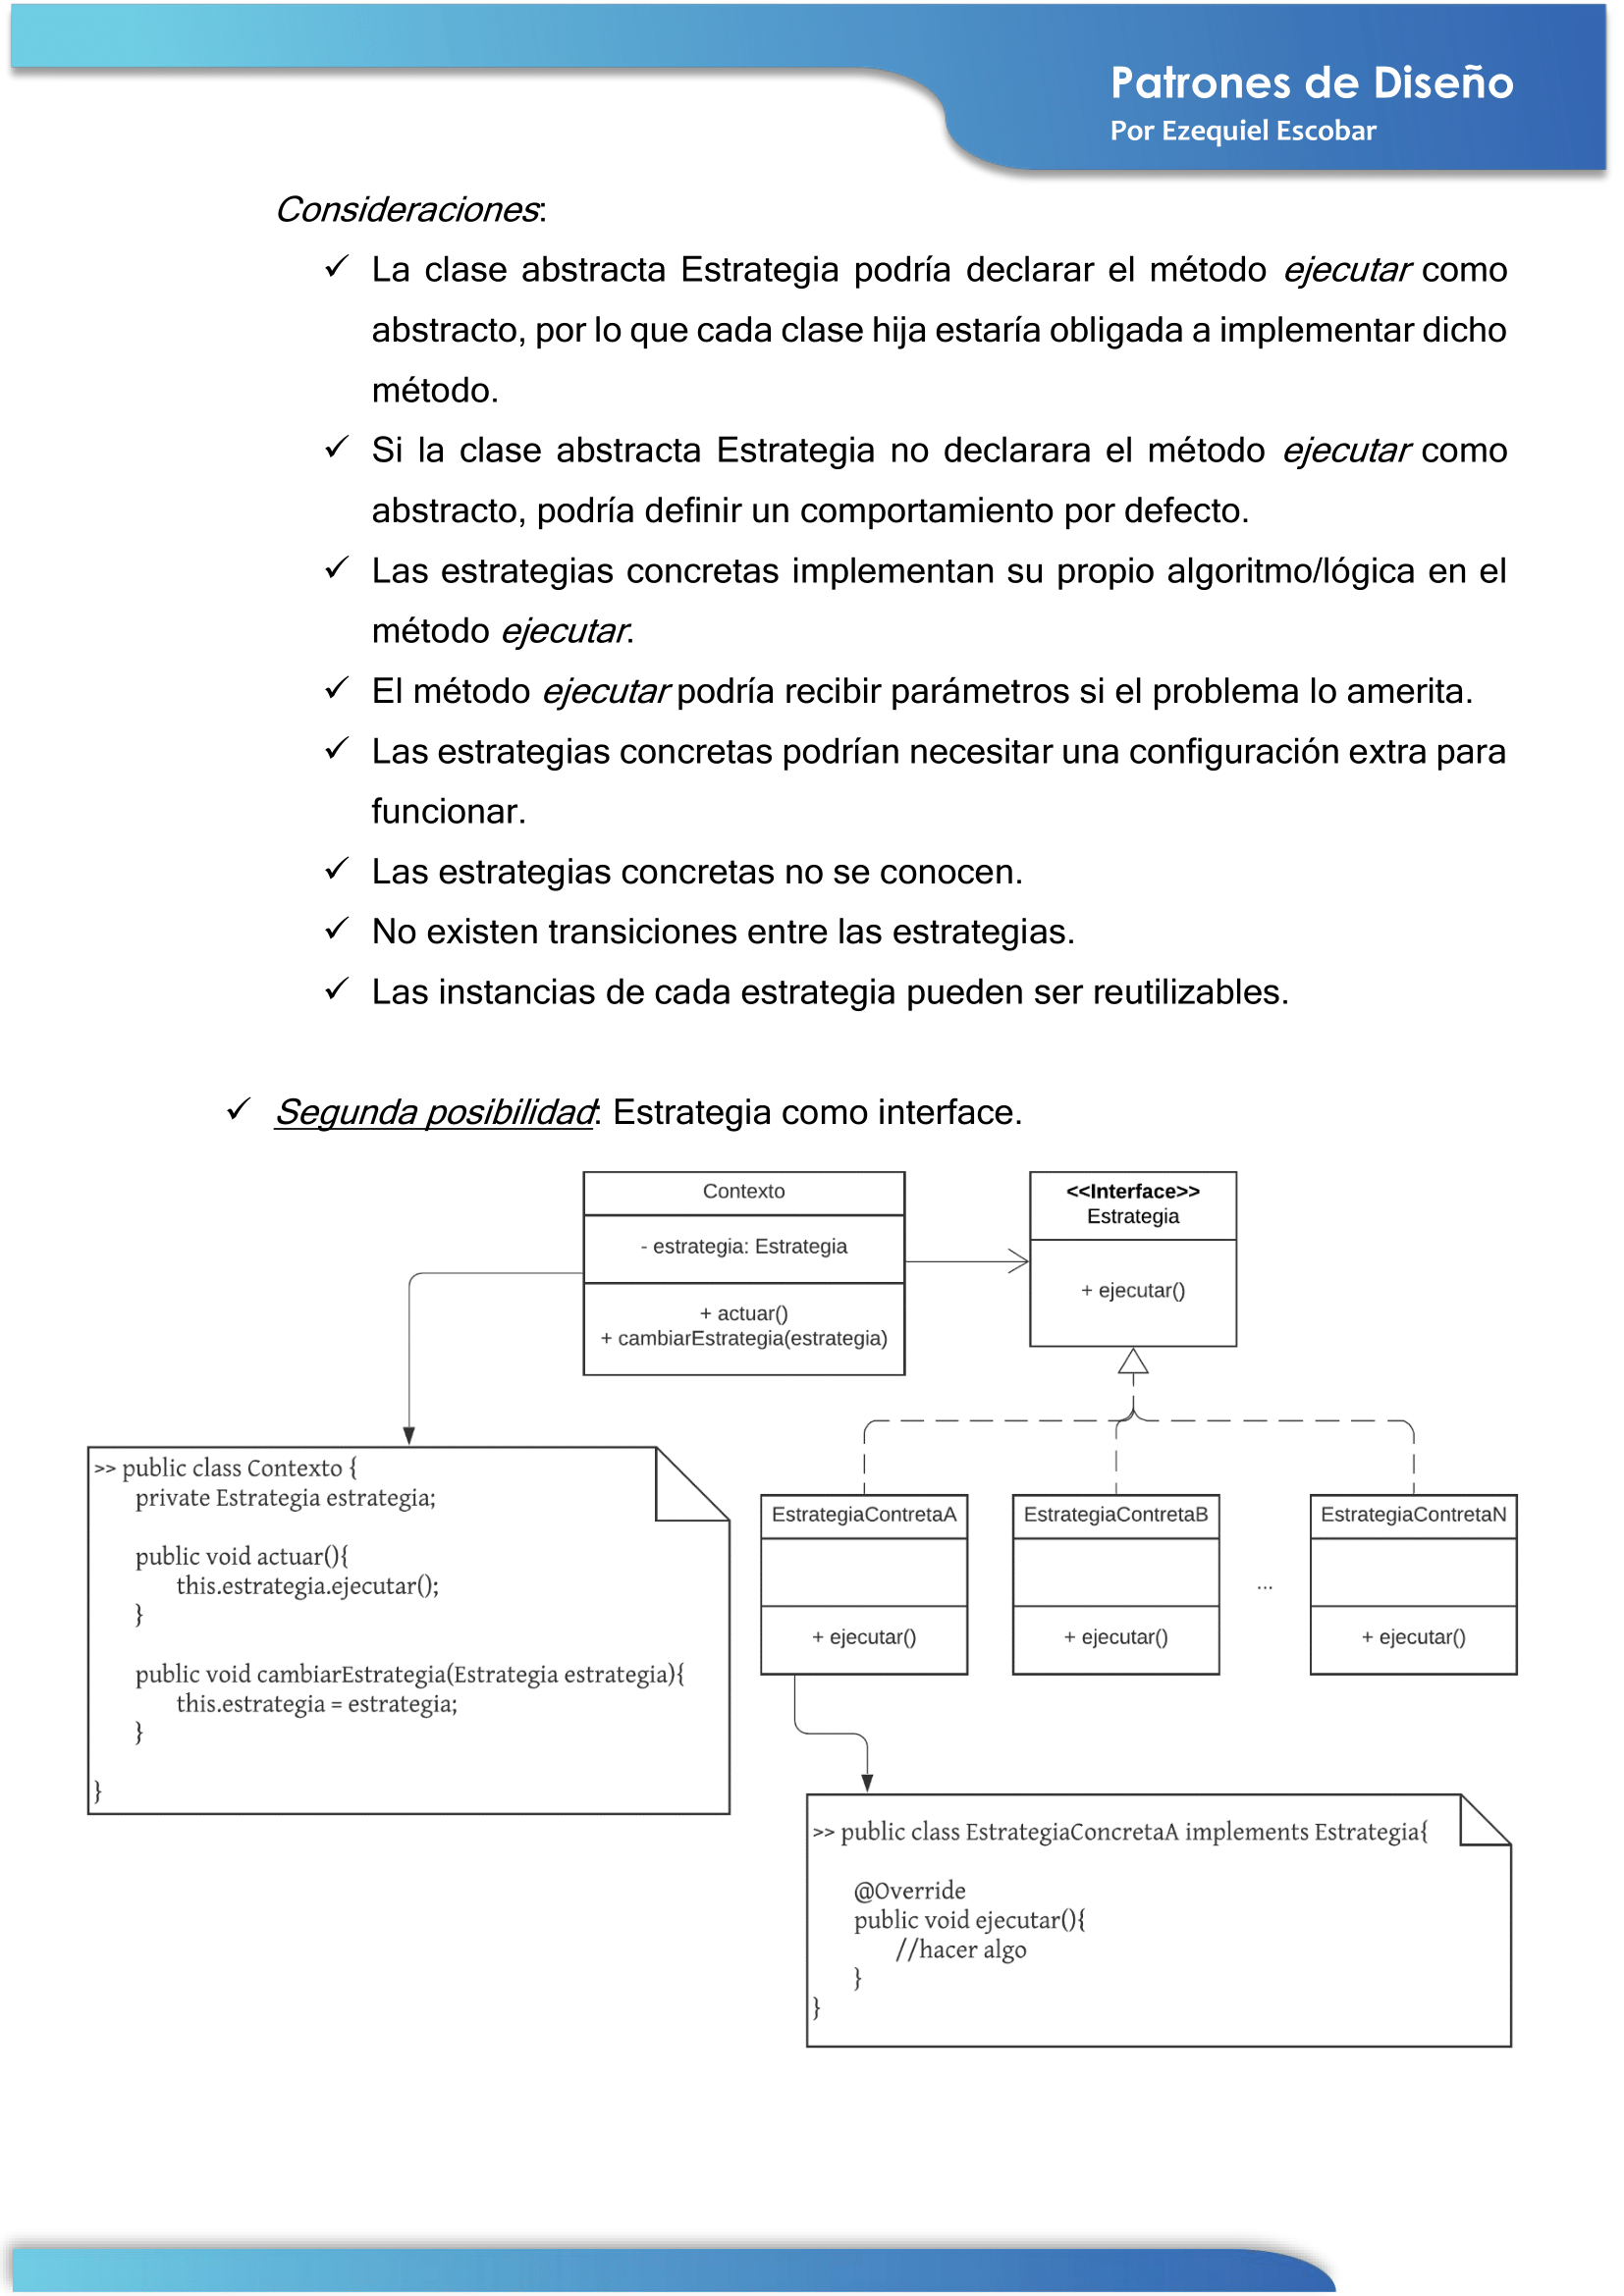 Patrones de Diseño
Por Ezequiel Escobar
Consideraciones:
✓ La clase abstracta Estrategia podría declarar el método ejecutar como
abstracto, por lo que cada clase hija estaría obligada a implementar dicho
método.
✓ Si la clase abstracta Estrategia no declarara el método ejecutar como
abstracto, podría definir un comportamiento por defecto.
✓ Las estrategias concretas implementan su propio algoritmo/lógica en el
método ejecutar.
✓ El método ejecutar podría recibir parámetros si el problema lo amerita.
✓ Las estrategias concretas podrían necesitar una configuración extra para
funcionar.
✓ Las estrategias concretas no se conocen.
✓ No existen transiciones entre las estrategias.
✓ Las instancias de cada estrategia pueden ser reutilizables.
✓ Segunda posibilidad: Estrategia como interface.
Contexto
- estrategia: Estrategia
+ actuar()
+ cambiarEstrategia(estrategia)
<<Interface>>
Estrategia
+ ejecutar()
>> public class Contexto {
private Estrategia estrategia;
public void actuar(){
this.estrategia.ejecutar();
}
public void cambiarEstrategia(Estrategia estrategia){
this.estrategia = estrategia;
}
}
EstrategiaContretaA
+ ejecutar()
EstrategiaContretaB
+ ejecutar()
...
EstrategiaContretaN
+ ejecutar()
>> public class EstrategiaConcretaA implements Estrategia{
@Override
public void ejecutar(){
//hacer algo
}
}